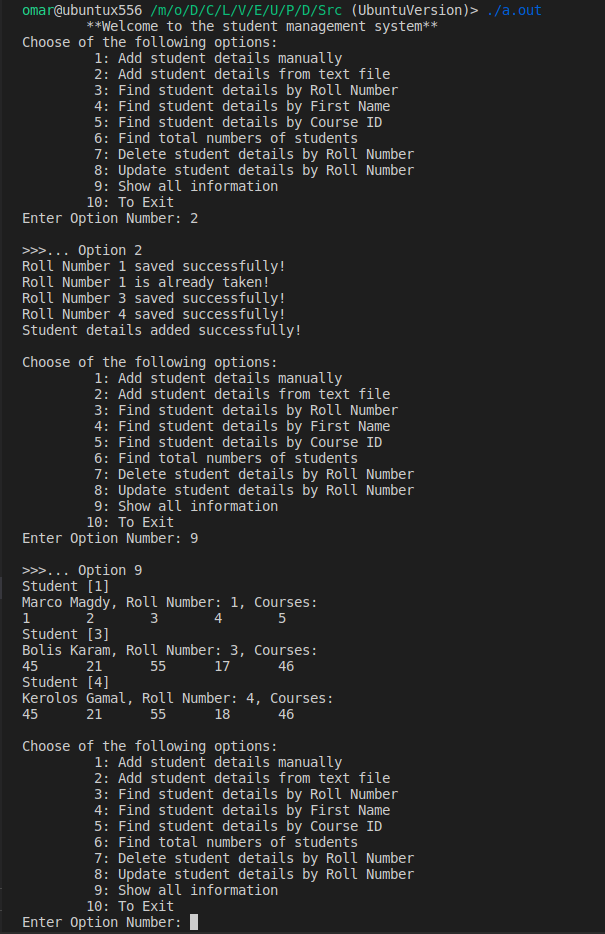 omar@ubuntux556 /m/o/D/C/L/V/E/U/P/D/Src (UbuntuVersion)> ./a.out
        **Welcome to the student management system**
Choose of the following options:
         1: Add student details manually
         2: Add student details from text file
         3: Find student details by Roll Number
         4: Find student details by First Name
         5: Find student details by Course ID
         6: Find total numbers of students
         7: Delete student details by Roll Number
         8: Update student details by Roll Number
         9: Show all information
        10: To Exit
Enter Option Number: 2

>>>... Option 2
Roll Number 1 saved successfully!
Roll Number 1 is already taken!
Roll Number 3 saved successfully!
Roll Number 4 saved successfully!
Student details added successfully!

Choose of the following options:
         1: Add student details manually
         2: Add student details from text file
         3: Find student details by Roll Number
         4: Find student details by First Name
         5: Find student details by Course ID
         6: Find total numbers of students
         7: Delete student details by Roll Number
         8: Update student details by Roll Number
         9: Show all information
        10: To Exit
Enter Option Number: 9

>>>... Option 9
Student [1]
Marco Magdy, Roll Number: 1, Courses:
1       2       3       4       5
Student [3]
Bolis Karam, Roll Number: 3, Courses:
45      21      55      17      46
Student [4]
Kerolos Gamal, Roll Number: 4, Courses:
45      21      55      18      46

Choose of the following options:
         1: Add student details manually
         2: Add student details from text file
         3: Find student details by Roll Number
         4: Find student details by First Name
         5: Find student details by Course ID
         6: Find total numbers of students
         7: Delete student details by Roll Number
         8: Update student details by Roll Number
         9: Show all information
        10: To Exit
Enter Option Number: